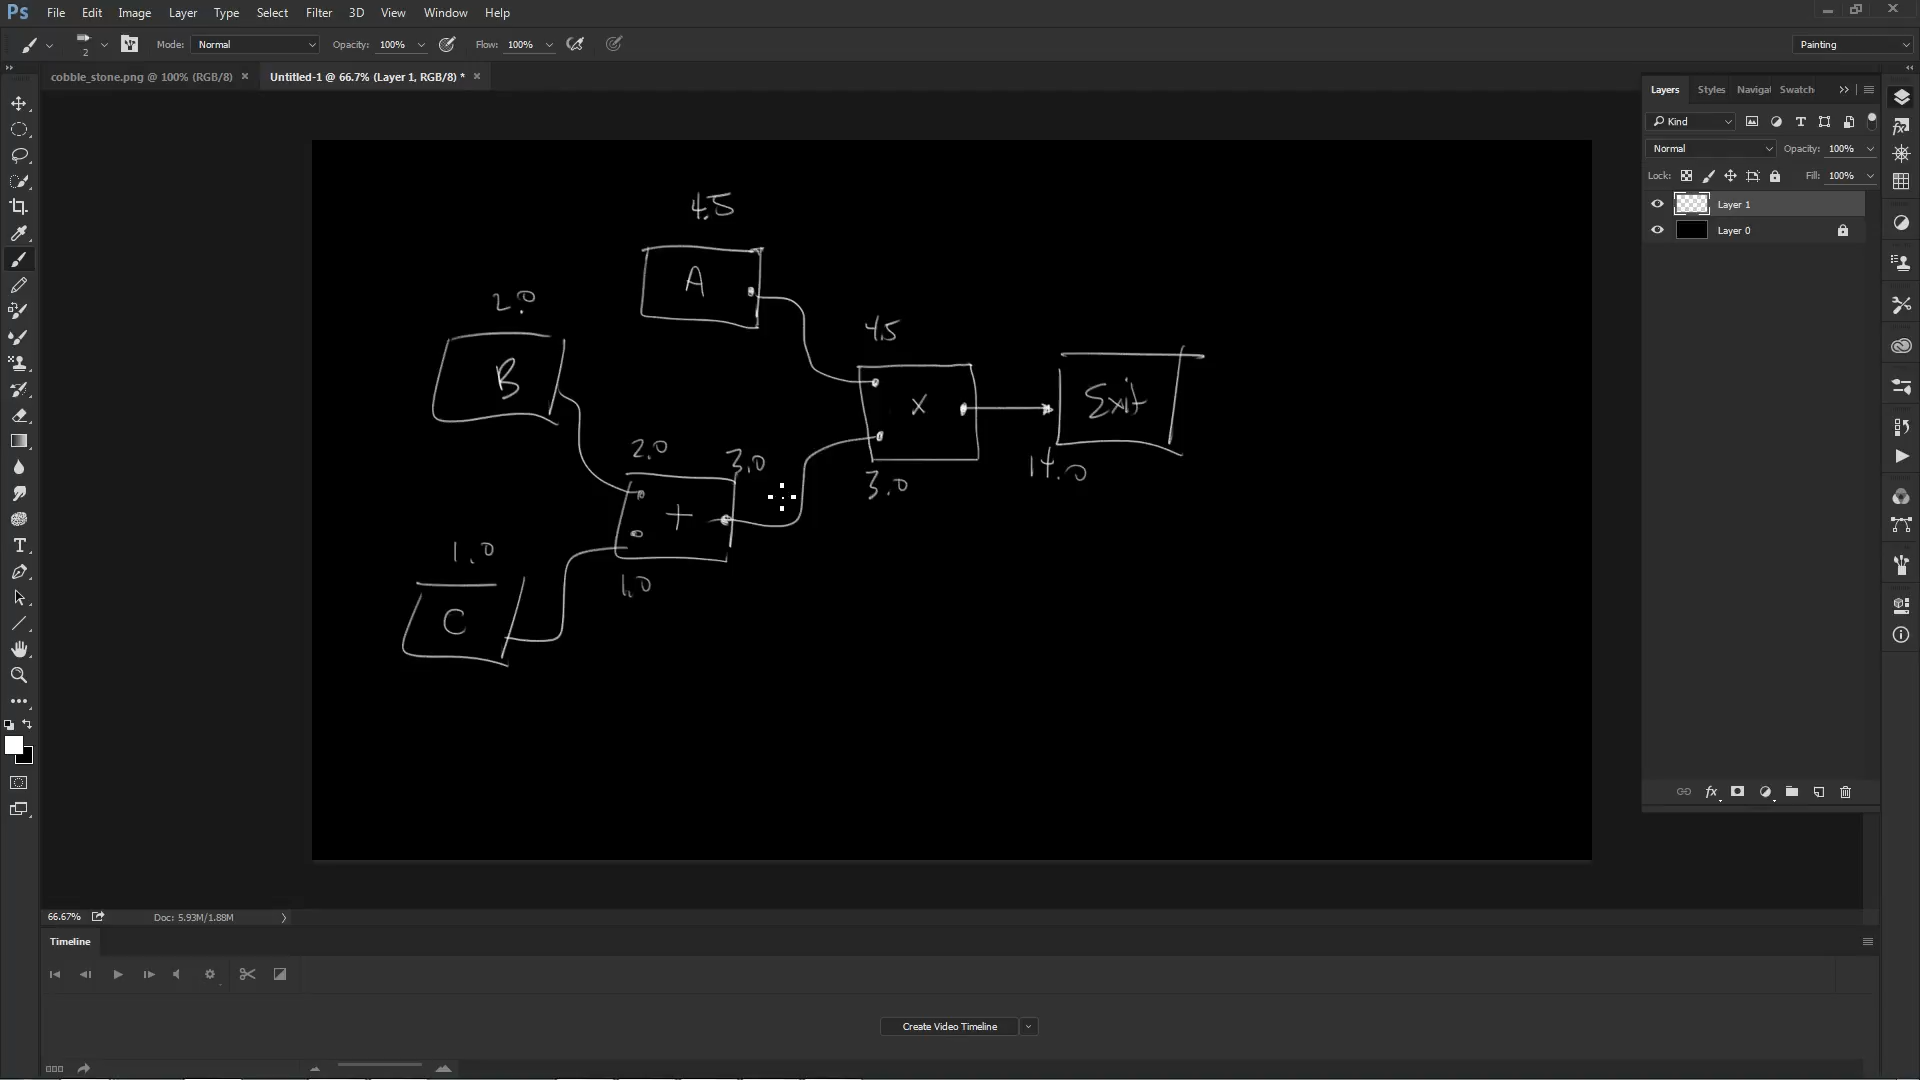 Ps File Edit Image Layer Type Select Filter 3D View Window Help
2 Mode: Normal Opacity: 100% Flow: 100% Painting
cobble_stone.png @ 100% (RGB/8) × Untitled-1 @ 66.7% (Layer 1, RGB/8) * ×
Layers Styles Navigat Swatch
Kind
Normal Opacity: 100%
Lock: Fill: 100%
Layer 1
Layer 0
fx
4.5
A
2.0
B
4.5
x
Exit
2.0
3.0
+
3.0
14.0
1.0
1.0
C
66.67% Doc: 5.93M/1.88M
Timeline
Create Video Timeline